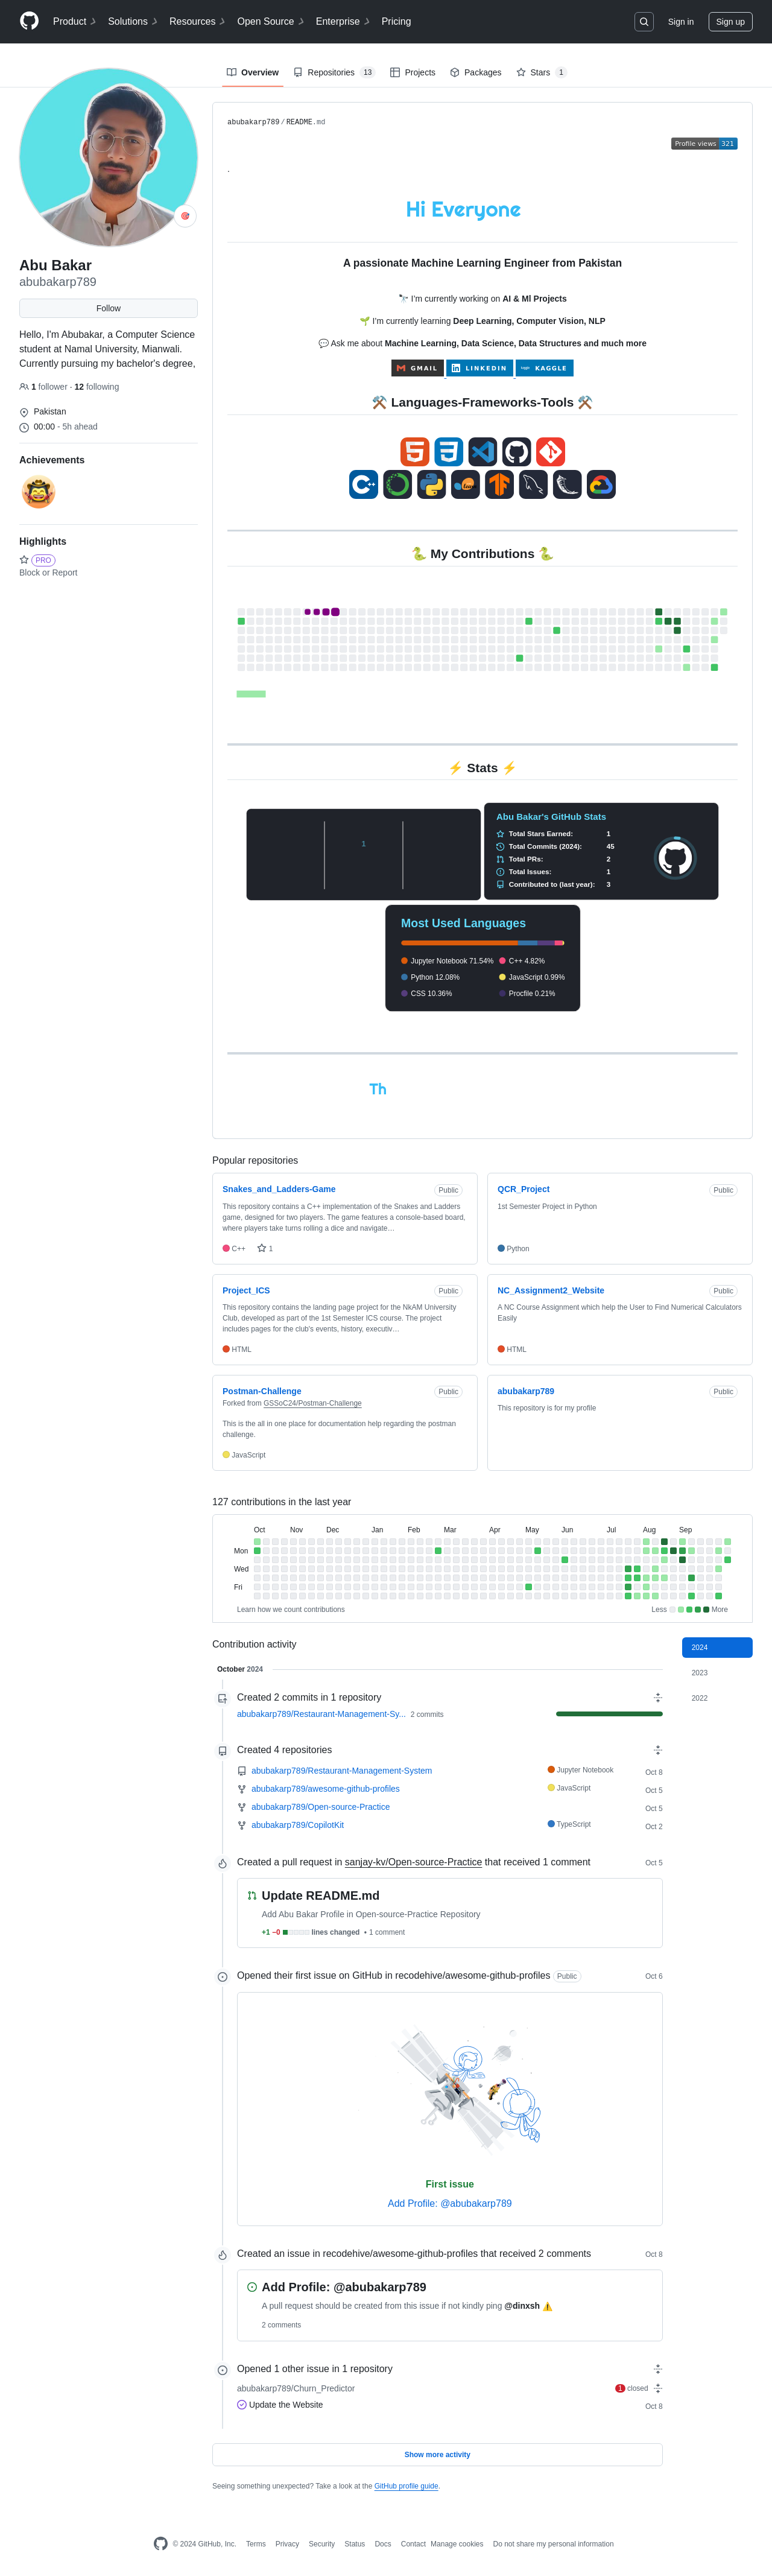 Product
Solutions
Resources
Open Source
Enterprise
Pricing
Sign in
Sign up
Overview
Repositories 13
Projects
Packages
Stars 1
Abu Bakar
abubakarp789
Follow
Hello, I'm Abubakar, a Computer Science
student at Namal University, Mianwali.
Currently pursuing my bachelor's degree,
1 follower · 12 following
Pakistan
00:00 - 5h ahead
Achievements
Highlights
PRO
Block or Report
abubakarp789/README.md
Profile views 321
.
Hi Everyone
A passionate Machine Learning Engineer from Pakistan
🔭 I'm currently working on AI & Ml Projects
🌱 I'm currently learning Deep Learning, Computer Vision, NLP
💬 Ask me about Machine Learning, Data Science, Data Structures and much more
GMAIL LINKEDIN KAGGLE
⚒️ Languages-Frameworks-Tools ⚒️
🐍 My Contributions 🐍
⚡ Stats ⚡
1
Abu Bakar's GitHub Stats
Total Stars Earned: 1
Total Commits (2024): 45
Total PRs: 2
Total Issues: 1
Contributed to (last year): 3
Most Used Languages
Jupyter Notebook 71.54% C++ 4.82%
Python 12.08% JavaScript 0.99%
CSS 10.36% Procfile 0.21%
Th
Popular repositories
Snakes_and_Ladders-Game Public
This repository contains a C++ implementation of the Snakes and Ladders
game, designed for two players. The game features a console-based board,
where players take turns rolling a dice and navigate…
C++ 1
QCR_Project Public
1st Semester Project in Python
Python
Project_ICS Public
This repository contains the landing page project for the NkAM University
Club, developed as part of the 1st Semester ICS course. The project
includes pages for the club's events, history, executiv…
HTML
NC_Assignment2_Website Public
A NC Course Assignment which help the User to Find Numerical Calculators
Easily
HTML
Postman-Challenge Public
Forked from GSSoC24/Postman-Challenge
This is the all in one place for documentation help regarding the postman
challenge.
JavaScript
abubakarp789 Public
This repository is for my profile
127 contributions in the last year
Oct Nov Dec Jan Feb Mar Apr May Jun Jul Aug Sep
Mon
Wed
Fri
Learn how we count contributions
Less More
Contribution activity
2024
2023
2022
October 2024
Created 2 commits in 1 repository
abubakarp789/Restaurant-Management-Sy... 2 commits
Created 4 repositories
abubakarp789/Restaurant-Management-System Jupyter Notebook Oct 8
abubakarp789/awesome-github-profiles JavaScript Oct 5
abubakarp789/Open-source-Practice Oct 5
abubakarp789/CopilotKit TypeScript Oct 2
Created a pull request in sanjay-kv/Open-source-Practice that received 1 comment Oct 5
Update README.md
Add Abu Bakar Profile in Open-source-Practice Repository
+1 −0 lines changed • 1 comment
Opened their first issue on GitHub in recodehive/awesome-github-profiles Public Oct 6
First issue
Add Profile: @abubakarp789
Created an issue in recodehive/awesome-github-profiles that received 2 comments Oct 8
Add Profile: @abubakarp789
A pull request should be created from this issue if not kindly ping @dinxsh ⚠️
2 comments
Opened 1 other issue in 1 repository
abubakarp789/Churn_Predictor 1 closed
Update the Website Oct 8
Show more activity
Seeing something unexpected? Take a look at the GitHub profile guide.
© 2024 GitHub, Inc. Terms Privacy Security Status Docs Contact Manage cookies Do not share my personal information